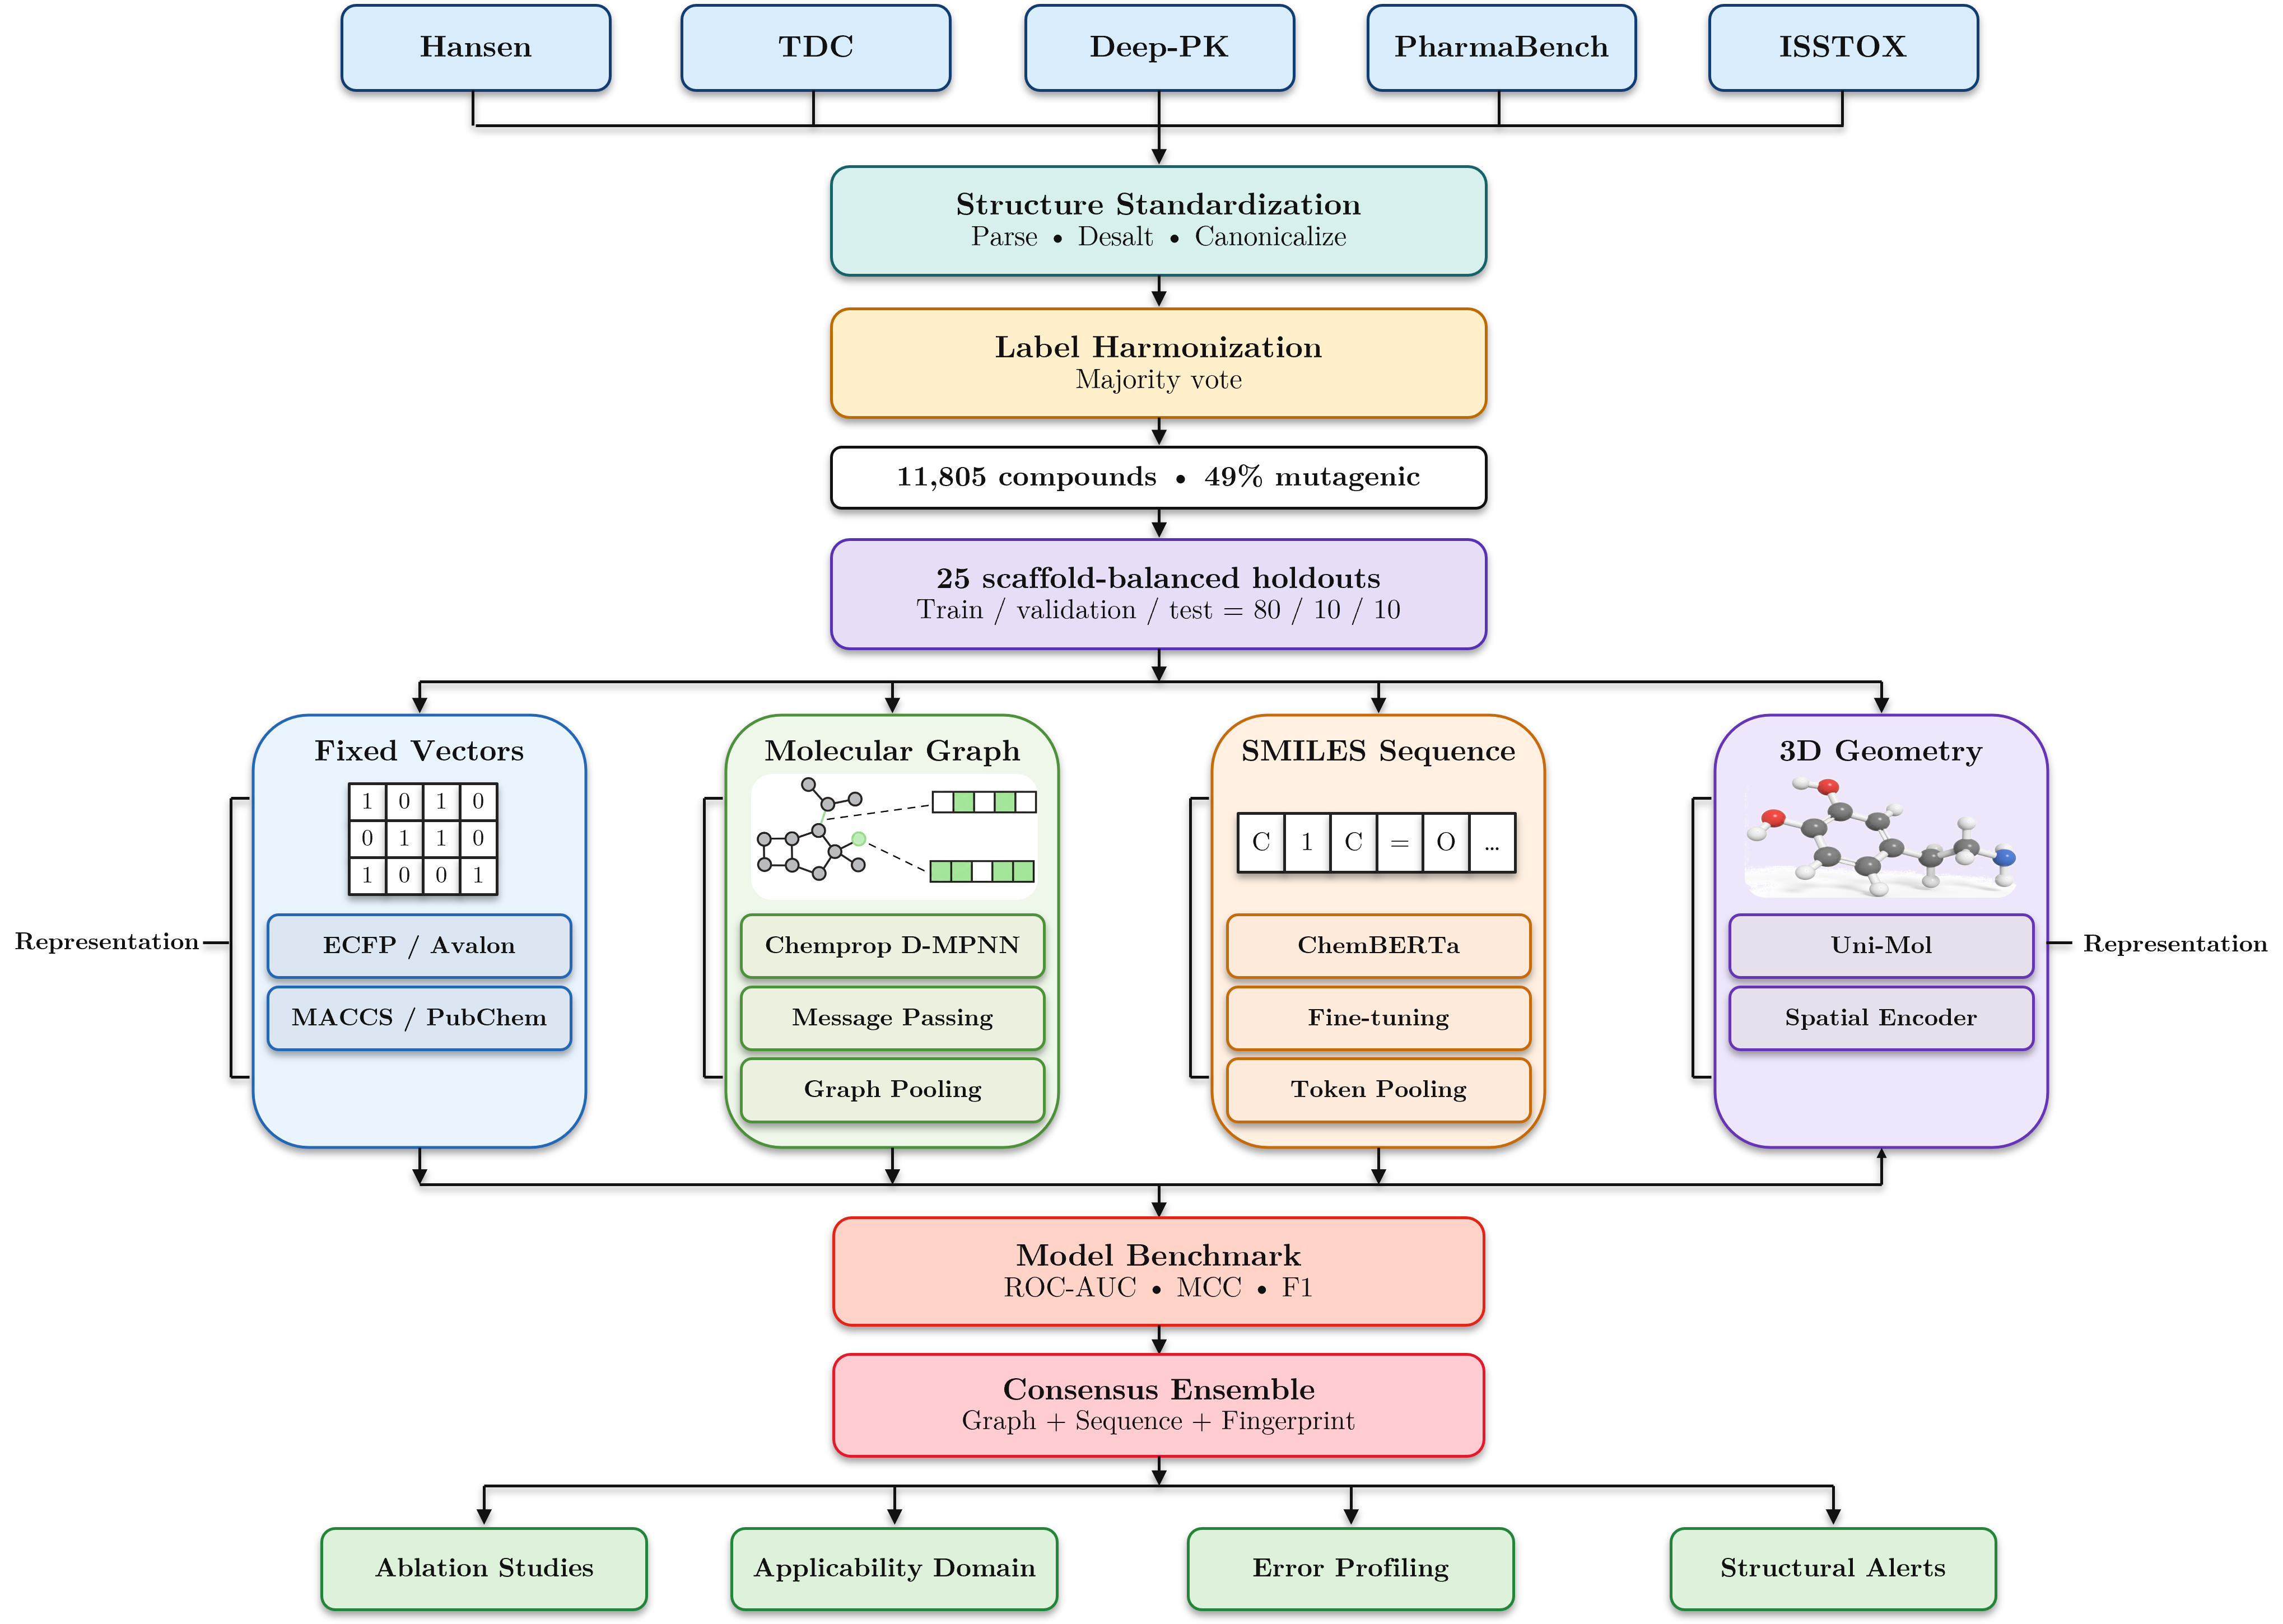 Hansen
TDC
Deep-PK
PharmaBench
ISSTOX
Structure Standardization
Parse • Desalt • Canonicalize
Label Harmonization
Majority vote
11,805 compounds • 49% mutagenic
25 scaffold-balanced holdouts
Train / validation / test = 80 / 10 / 10
Representation
Fixed Vectors
1 0 1 0
0 1 1 0
1 0 0 1
ECFP / Avalon
MACCS / PubChem
Molecular Graph
Chemprop D-MPNN
Message Passing
Graph Pooling
SMILES Sequence
C 1 C = O ...
ChemBERTa
Fine-tuning
Token Pooling
3D Geometry
Uni-Mol
Spatial Encoder
Representation
Model Benchmark
ROC-AUC • MCC • F1
Consensus Ensemble
Graph + Sequence + Fingerprint
Ablation Studies
Applicability Domain
Error Profiling
Structural Alerts